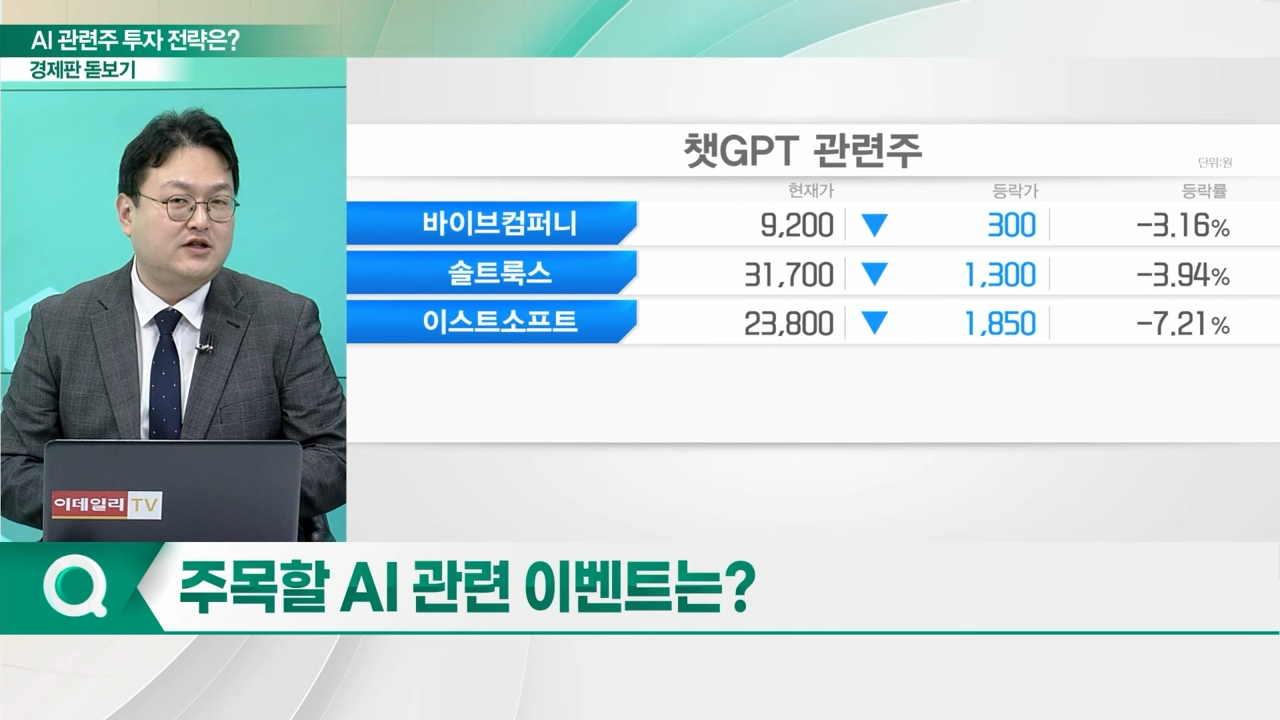 AI 관련주 투자 전략은?
경제판 돋보기
챗GPT 관련주
단위:원
현재가 등락가 등락률
바이브컴퍼니 9,200 ▼ 300 -3.16%
솔트룩스 31,700 ▼ 1,300 -3.94%
이스트소프트 23,800 ▼ 1,850 -7.21%
이데일리 TV
Q 주목할 AI 관련 이벤트는?